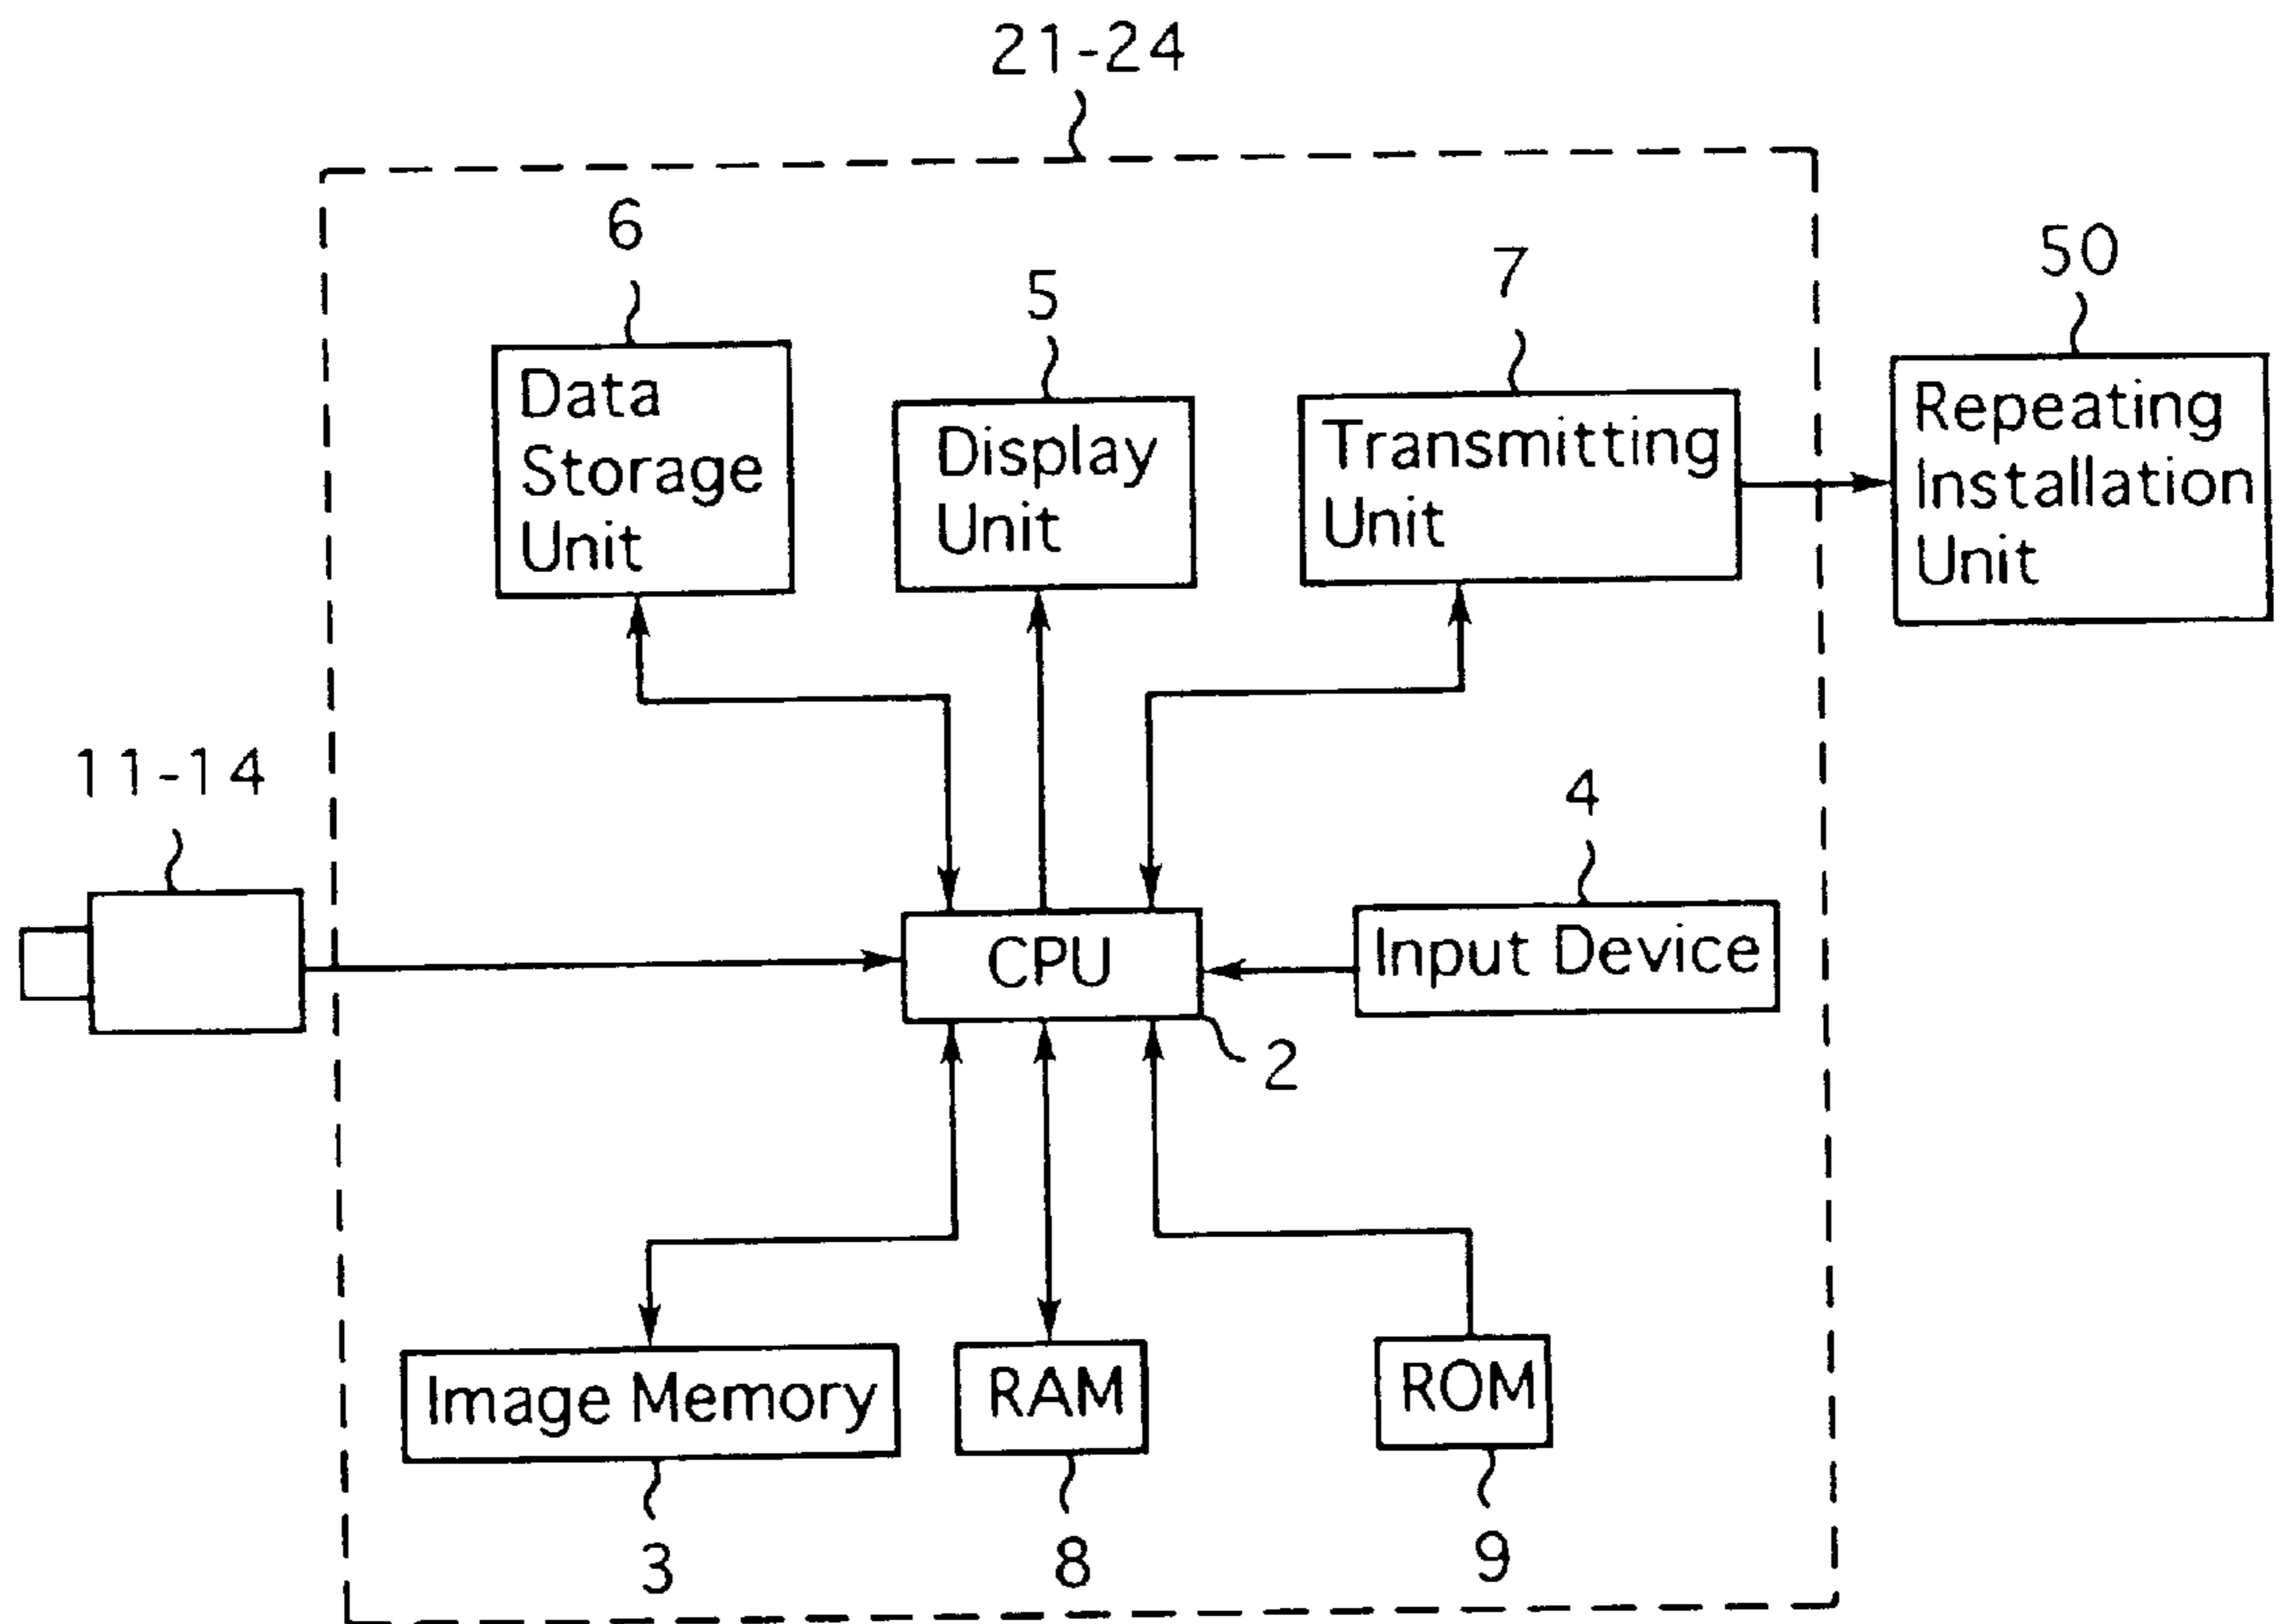 21-24
6
5
7
50
Data
Storage
Unit
Display
Unit
Transmitting
Unit
Repeating
Installation
Unit
11-14
4
CPU
Input Device
2
Image Memory
RAM
ROM
3
8
9